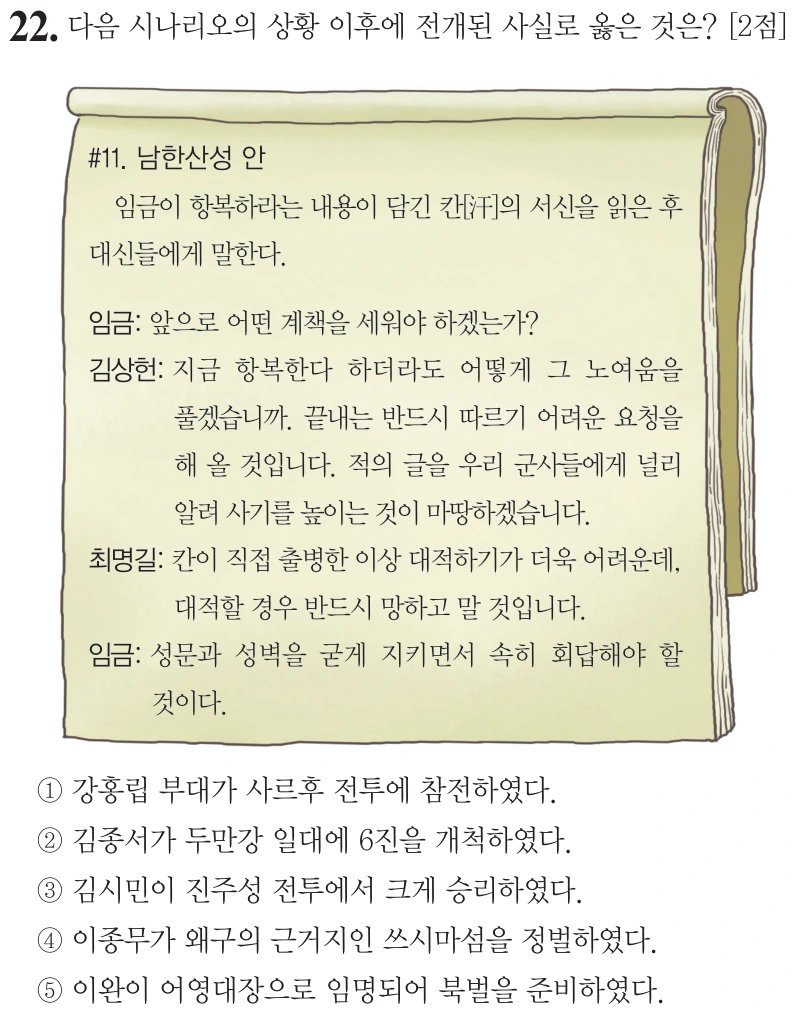 22. 다음 시나리오의 상황 이후에 전개된 사실로 옳은 것은? [2점]
#11. 남한산성 안
임금이 항복하라는 내용이 담긴 칸[汗]의 서신을 읽은 후
대신들에게 말한다.
임금: 앞으로 어떤 계책을 세워야 하겠는가?
김상헌: 지금 항복한다 하더라도 어떻게 그 노여움을
풀겠습니까. 끝내는 반드시 따르기 어려운 요청을
해 올 것입니다. 적의 글을 우리 군사들에게 널리
알려 사기를 높이는 것이 마땅하겠습니다.
최명길: 칸이 직접 출병한 이상 대적하기가 더욱 어려운데,
대적할 경우 반드시 망하고 말 것입니다.
임금: 성문과 성벽을 굳게 지키면서 속히 회답해야 할
것이다.
① 강홍립 부대가 사르후 전투에 참전하였다.
② 김종서가 두만강 일대에 6진을 개척하였다.
③ 김시민이 진주성 전투에서 크게 승리하였다.
④ 이종무가 왜구의 근거지인 쓰시마섬을 정벌하였다.
⑤ 이완이 어영대장으로 임명되어 북벌을 준비하였다.